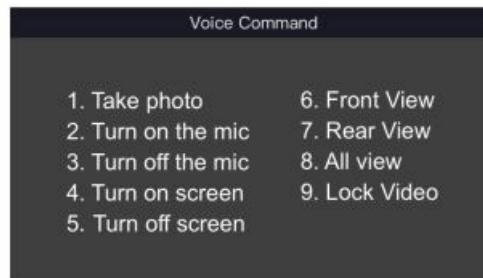 Voice Command
1. Take photo
2. Turn on the mic
3. Turn off the mic
4. Turn on screen
5. Turn off screen
6. Front View
7. Rear View
8. All view
9. Lock Video